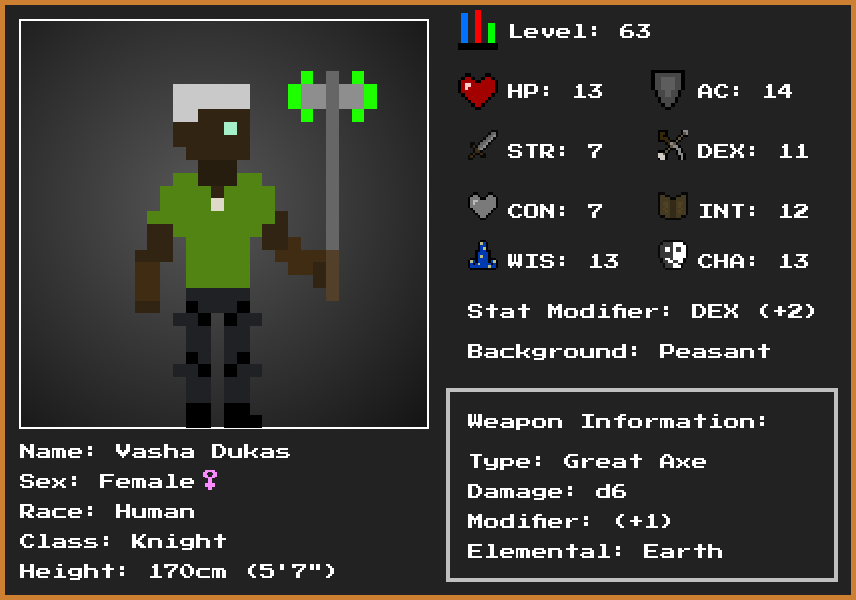 Level: 63
HP: 13 AC: 14
STR: 7 DEX: 11
CON: 7 INT: 12
WIS: 13 CHA: 13
Stat Modifier: DEX (+2)
Background: Peasant
Weapon Information:
Type: Great Axe
Damage: d6
Modifier: (+1)
Elemental: Earth
Name: Vasha Dukas
Sex: Female♀
Race: Human
Class: Knight
Height: 170cm (5'7")